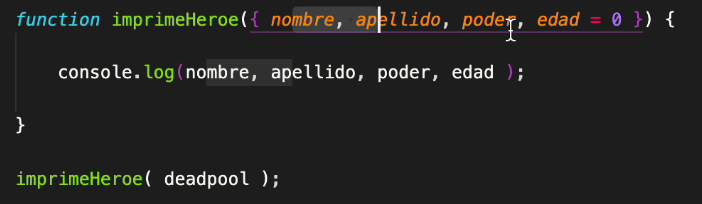 function imprimeHeroe({ nombre, apellido, poder, edad = 0 }) {
console.log(nombre, apellido, poder, edad );
}
imprimeHeroe( deadpool );